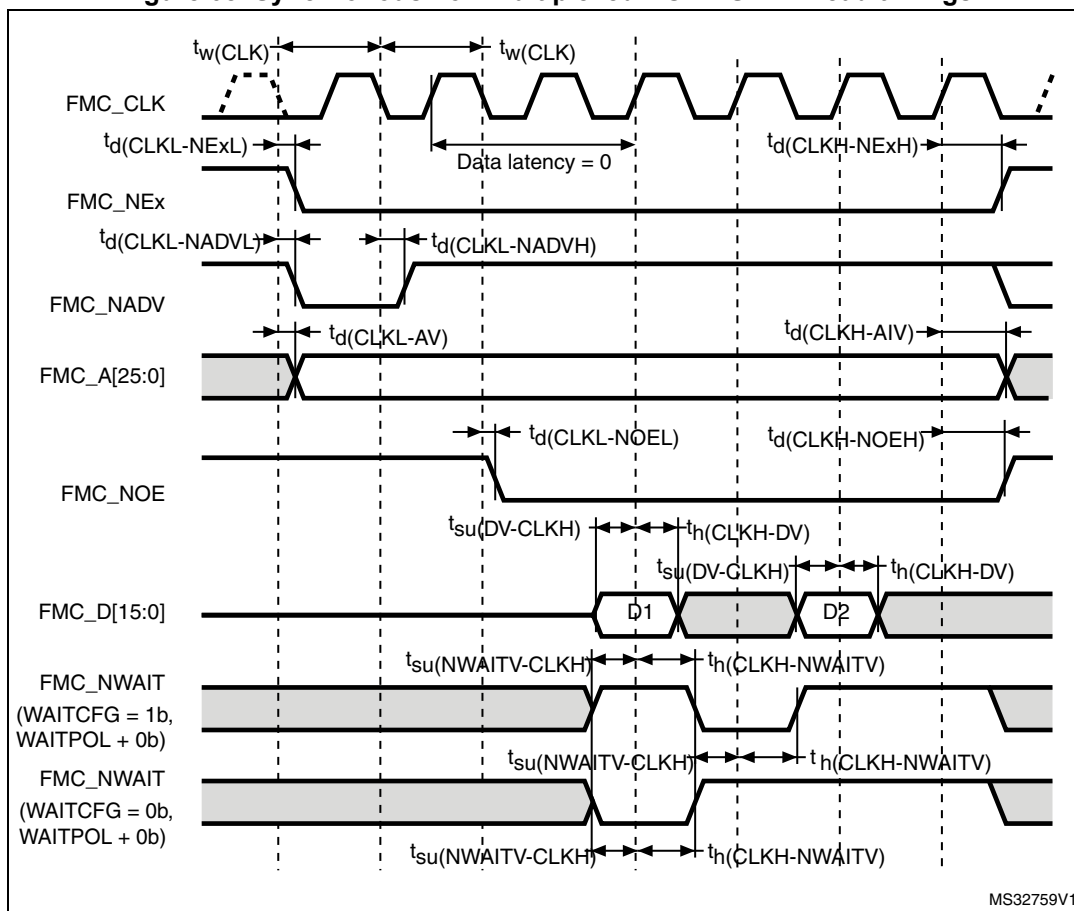 tw(CLK) tw(CLK)
FMC_CLK
td(CLKL-NExL) Data latency = 0 td(CLKH-NExH)
FMC_NEx
td(CLKL-NADVL) td(CLKL-NADVH)
FMC_NADV
td(CLKL-AV) td(CLKH-AIV)
FMC_A[25:0]
td(CLKL-NOEL) td(CLKH-NOEH)
FMC_NOE
tsu(DV-CLKH) th(CLKH-DV)
tsu(DV-CLKH) th(CLKH-DV)
FMC_D[15:0] D1 D2
tsu(NWAITV-CLKH) th(CLKH-NWAITV)
FMC_NWAIT
(WAITCFG = 1b,
WAITPOL + 0b)
tsu(NWAITV-CLKH) th(CLKH-NWAITV)
FMC_NWAIT
(WAITCFG = 0b,
WAITPOL + 0b)
tsu(NWAITV-CLKH) th(CLKH-NWAITV)
MS32759V1